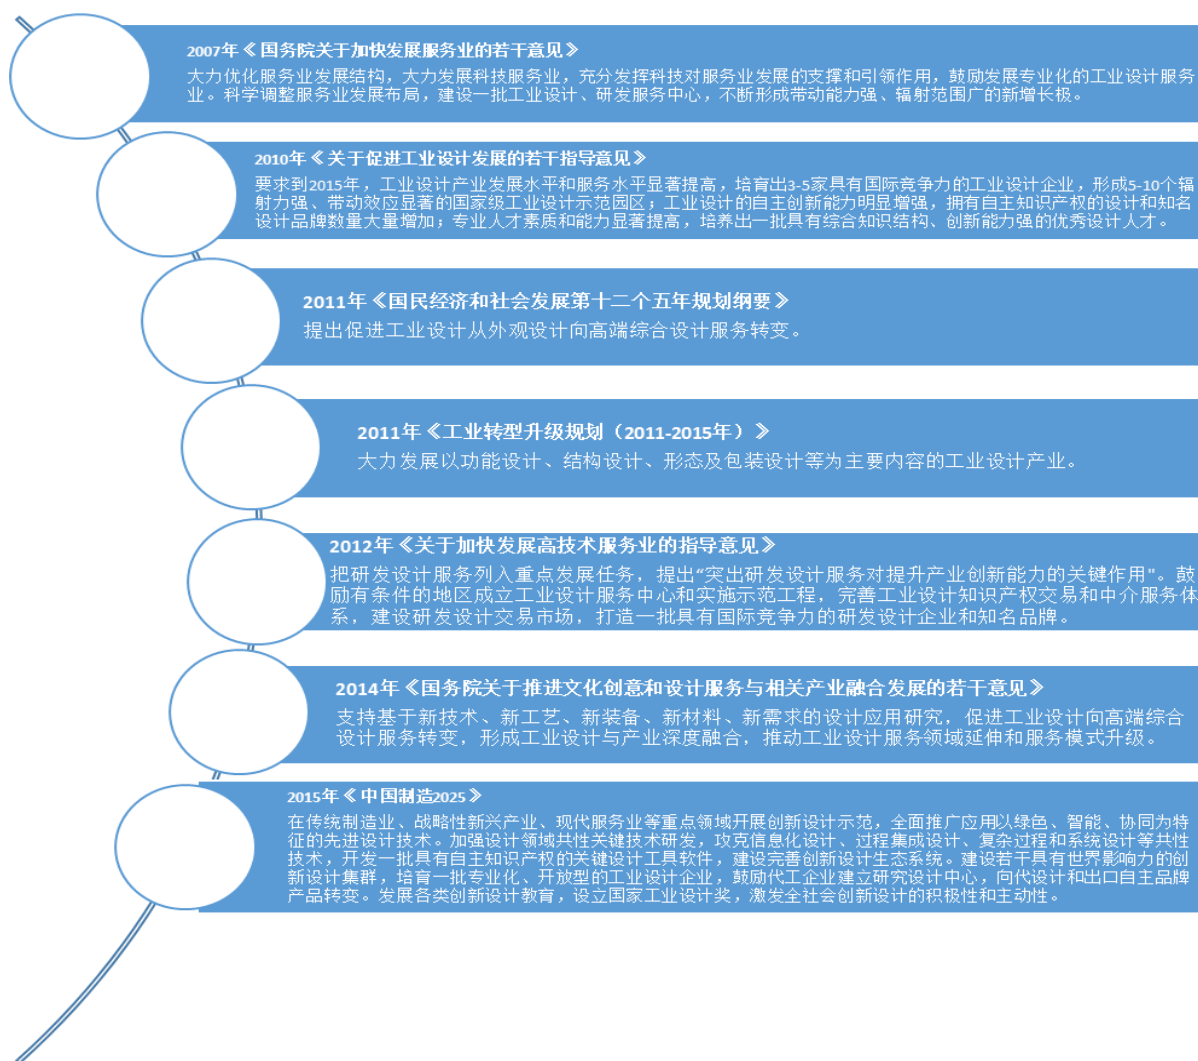 2007年《国务院关于加快发展服务业的若干意见》
大力优化服务业发展结构，大力发展科技服务业，充分发挥科技对服务业发展的支撑和引领作用，鼓励发展专业化的工业设计服务
业。科学调整服务业发展布局，建设一批工业设计、研发服务中心，不断形成带动能力强、辐射范围广的新增长极。
2010年《关于促进工业设计发展的若干指导意见》
要求到2015年，工业设计产业发展水平和服务水平显著提高，培育出3-5家具有国际竞争力的工业设计企业，形成5-10个辐
射力强、带动效应显著的国家级工业设计示范园区；工业设计的自主创新能力明显增强，拥有自主知识产权的设计和知名
设计品牌数量大量增加；专业人才素质和能力显著提高，培养出一批具有综合知识结构、创新能力强的优秀设计人才。
2011年《国民经济和社会发展第十二个五年规划纲要》
提出促进工业设计从外观设计向高端综合设计服务转变。
2011年《工业转型升级规划（2011-2015年）》
大力发展以功能设计、结构设计、形态及包装设计等为主要内容的工业设计产业。
2012年《关于加快发展高技术服务业的指导意见》
把研发设计服务列入重点发展任务，提出“突出研发设计服务对提升产业创新能力的关键作用"。鼓
励有条件的地区成立工业设计服务中心和实施示范工程，完善工业设计知识产权交易和中介服务体
系，建设研发设计交易市场，打造一批具有国际竞争力的研发设计企业和知名品牌。
2014年《国务院关于推进文化创意和设计服务与相关产业融合发展的若干意见》
支持基于新技术、新工艺、新装备、新材料、新需求的设计应用研究，促进工业设计向高端综合
设计服务转变，形成工业设计与产业深度融合，推动工业设计服务领域延伸和服务模式升级。
2015年《中国制造2025》
在传统制造业、战略性新兴产业、现代服务业等重点领域开展创新设计示范，全面推广应用以绿色、智能、协同为特
征的先进设计技术。加强设计领域共性关键技术研发，攻克信息化设计、过程集成设计、复杂过程和系统设计等共性
技术，开发一批具有自主知识产权的关键设计工具软件，建设完善创新设计生态系统。建设若干具有世界影响力的创
新设计集群，培育一批专业化、开放型的工业设计企业，鼓励代工企业建立研究设计中心，向代设计和出口自主品牌
产品转变。发展各类创新设计教育，设立国家工业设计奖，激发全社会创新设计的积极性和主动性。